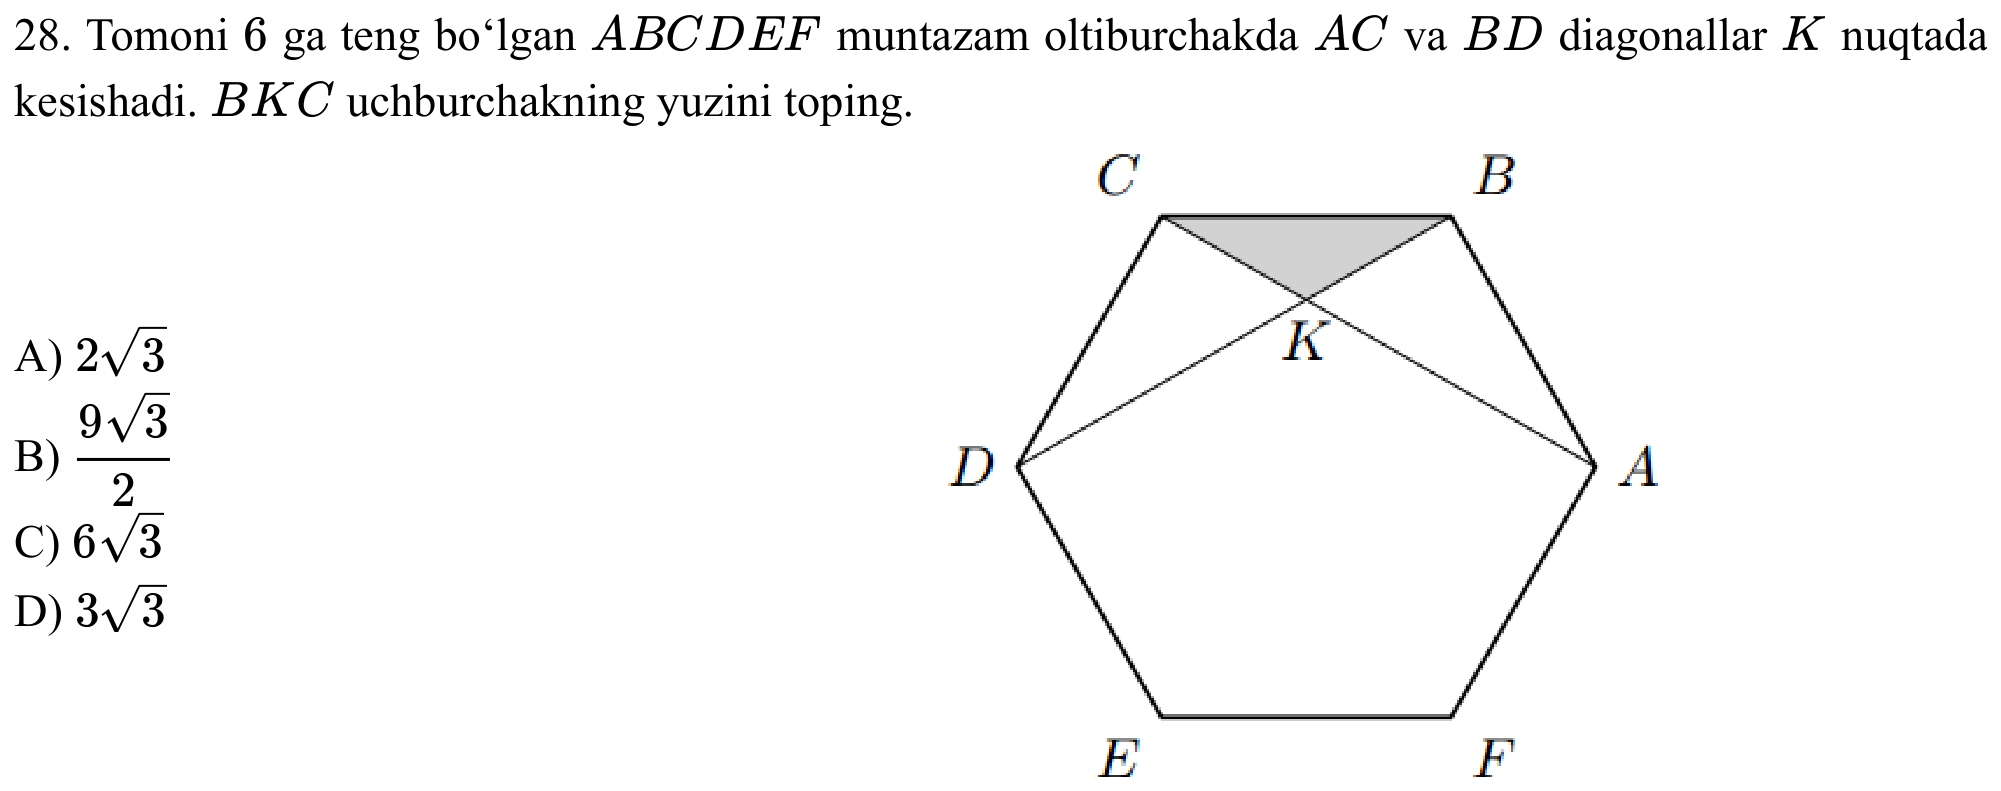 28. Tomoni 6 ga teng bo‘lgan ABCDEF muntazam oltiburchakda AC va BD diagonallar K nuqtada
kesishadi. BKC uchburchakning yuzini toping.
C B
K
A) 2√3
B) 9√3/2
D A
C) 6√3
D) 3√3
E F